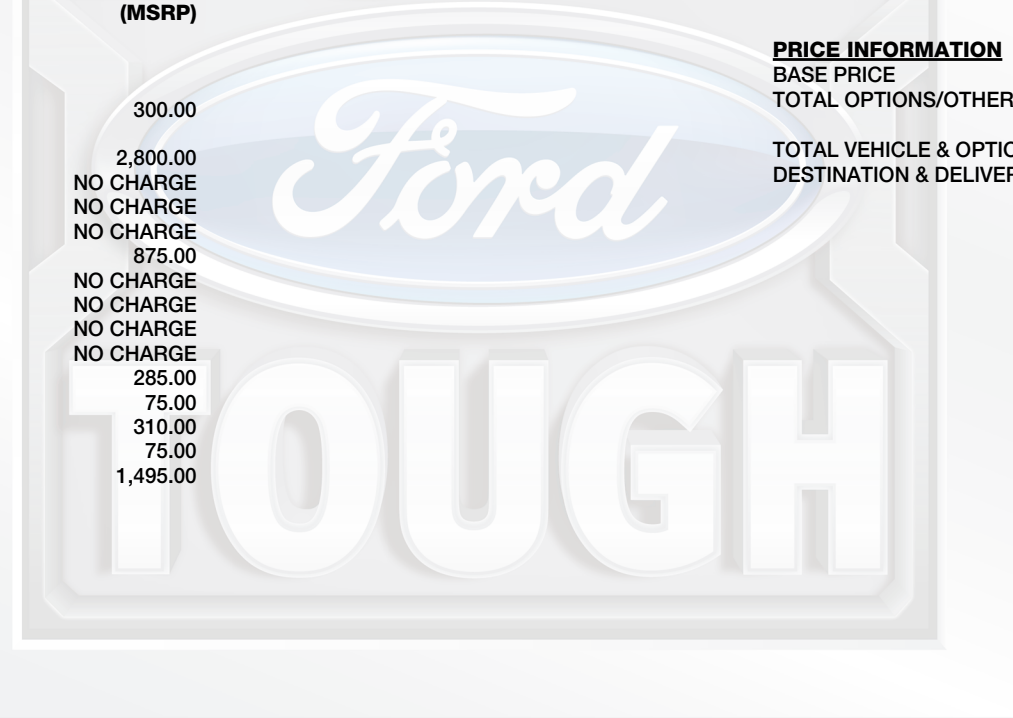 (MSRP)
300.00
2,800.00
NO CHARGE
NO CHARGE
NO CHARGE
875.00
NO CHARGE
NO CHARGE
NO CHARGE
NO CHARGE
285.00
75.00
310.00
75.00
1,495.00
PRICE INFORMATION
BASE PRICE
TOTAL OPTIONS/OTHER
TOTAL VEHICLE & OPTIO
DESTINATION & DELIVER
Ford
TOUGH